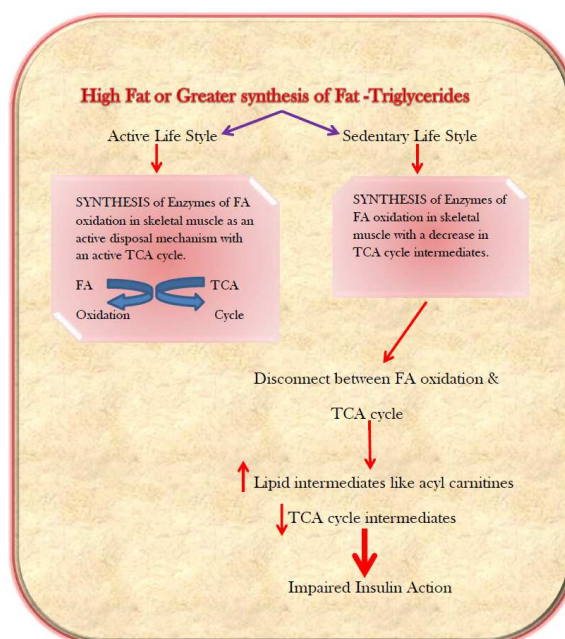 High Fat or Greater synthesis of Fat -Triglycerides
Active Life Style
Sedentary Life Style
SYNTHESIS of Enzymes of FA
oxidation in skeletal muscle as an
active disposal mechanism with
an active TCA cycle.
FA
TCA
Oxidation
Cycle
SYNTHESIS of Enzymes of
FA oxidation in skeletal
muscle with a decrease in
TCA cycle intermediates.
Disconnect between FA oxidation &
TCA cycle
Lipid intermediates like acyl carnitines
TCA cycle intermediates
Impaired Insulin Action